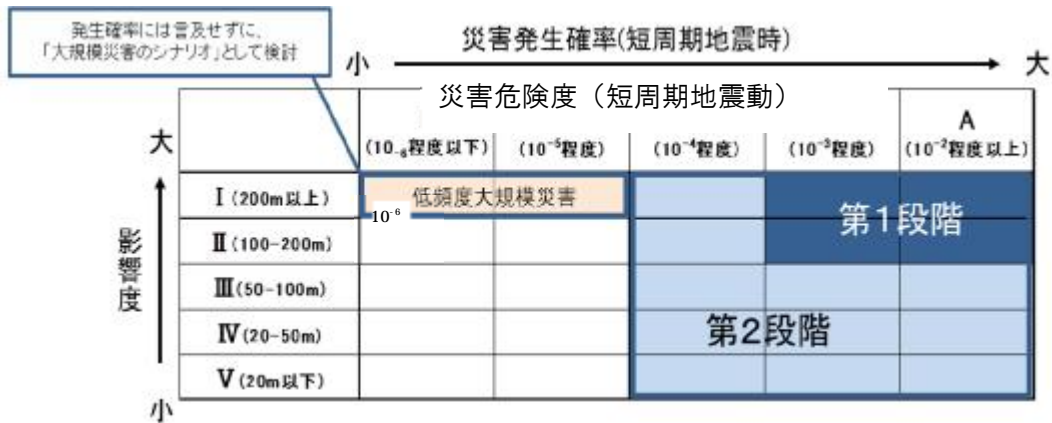 発生確率には言及せずに、
「大規模災害のシナリオ」として検討
災害発生確率(短周期地震時)
小
大
災害危険度（短周期地震動）
A
大
(10-6程度以下)
(10⁻⁵程度)
(10⁻⁴程度)
(10⁻³程度)
(10⁻²程度以上)
Ⅰ(200m以上)
低頻度大規模災害
10⁻⁶
第1段階
Ⅱ(100-200m)
影響度
Ⅲ(50-100m)
Ⅳ(20-50m)
第2段階
Ⅴ(20m以下)
小